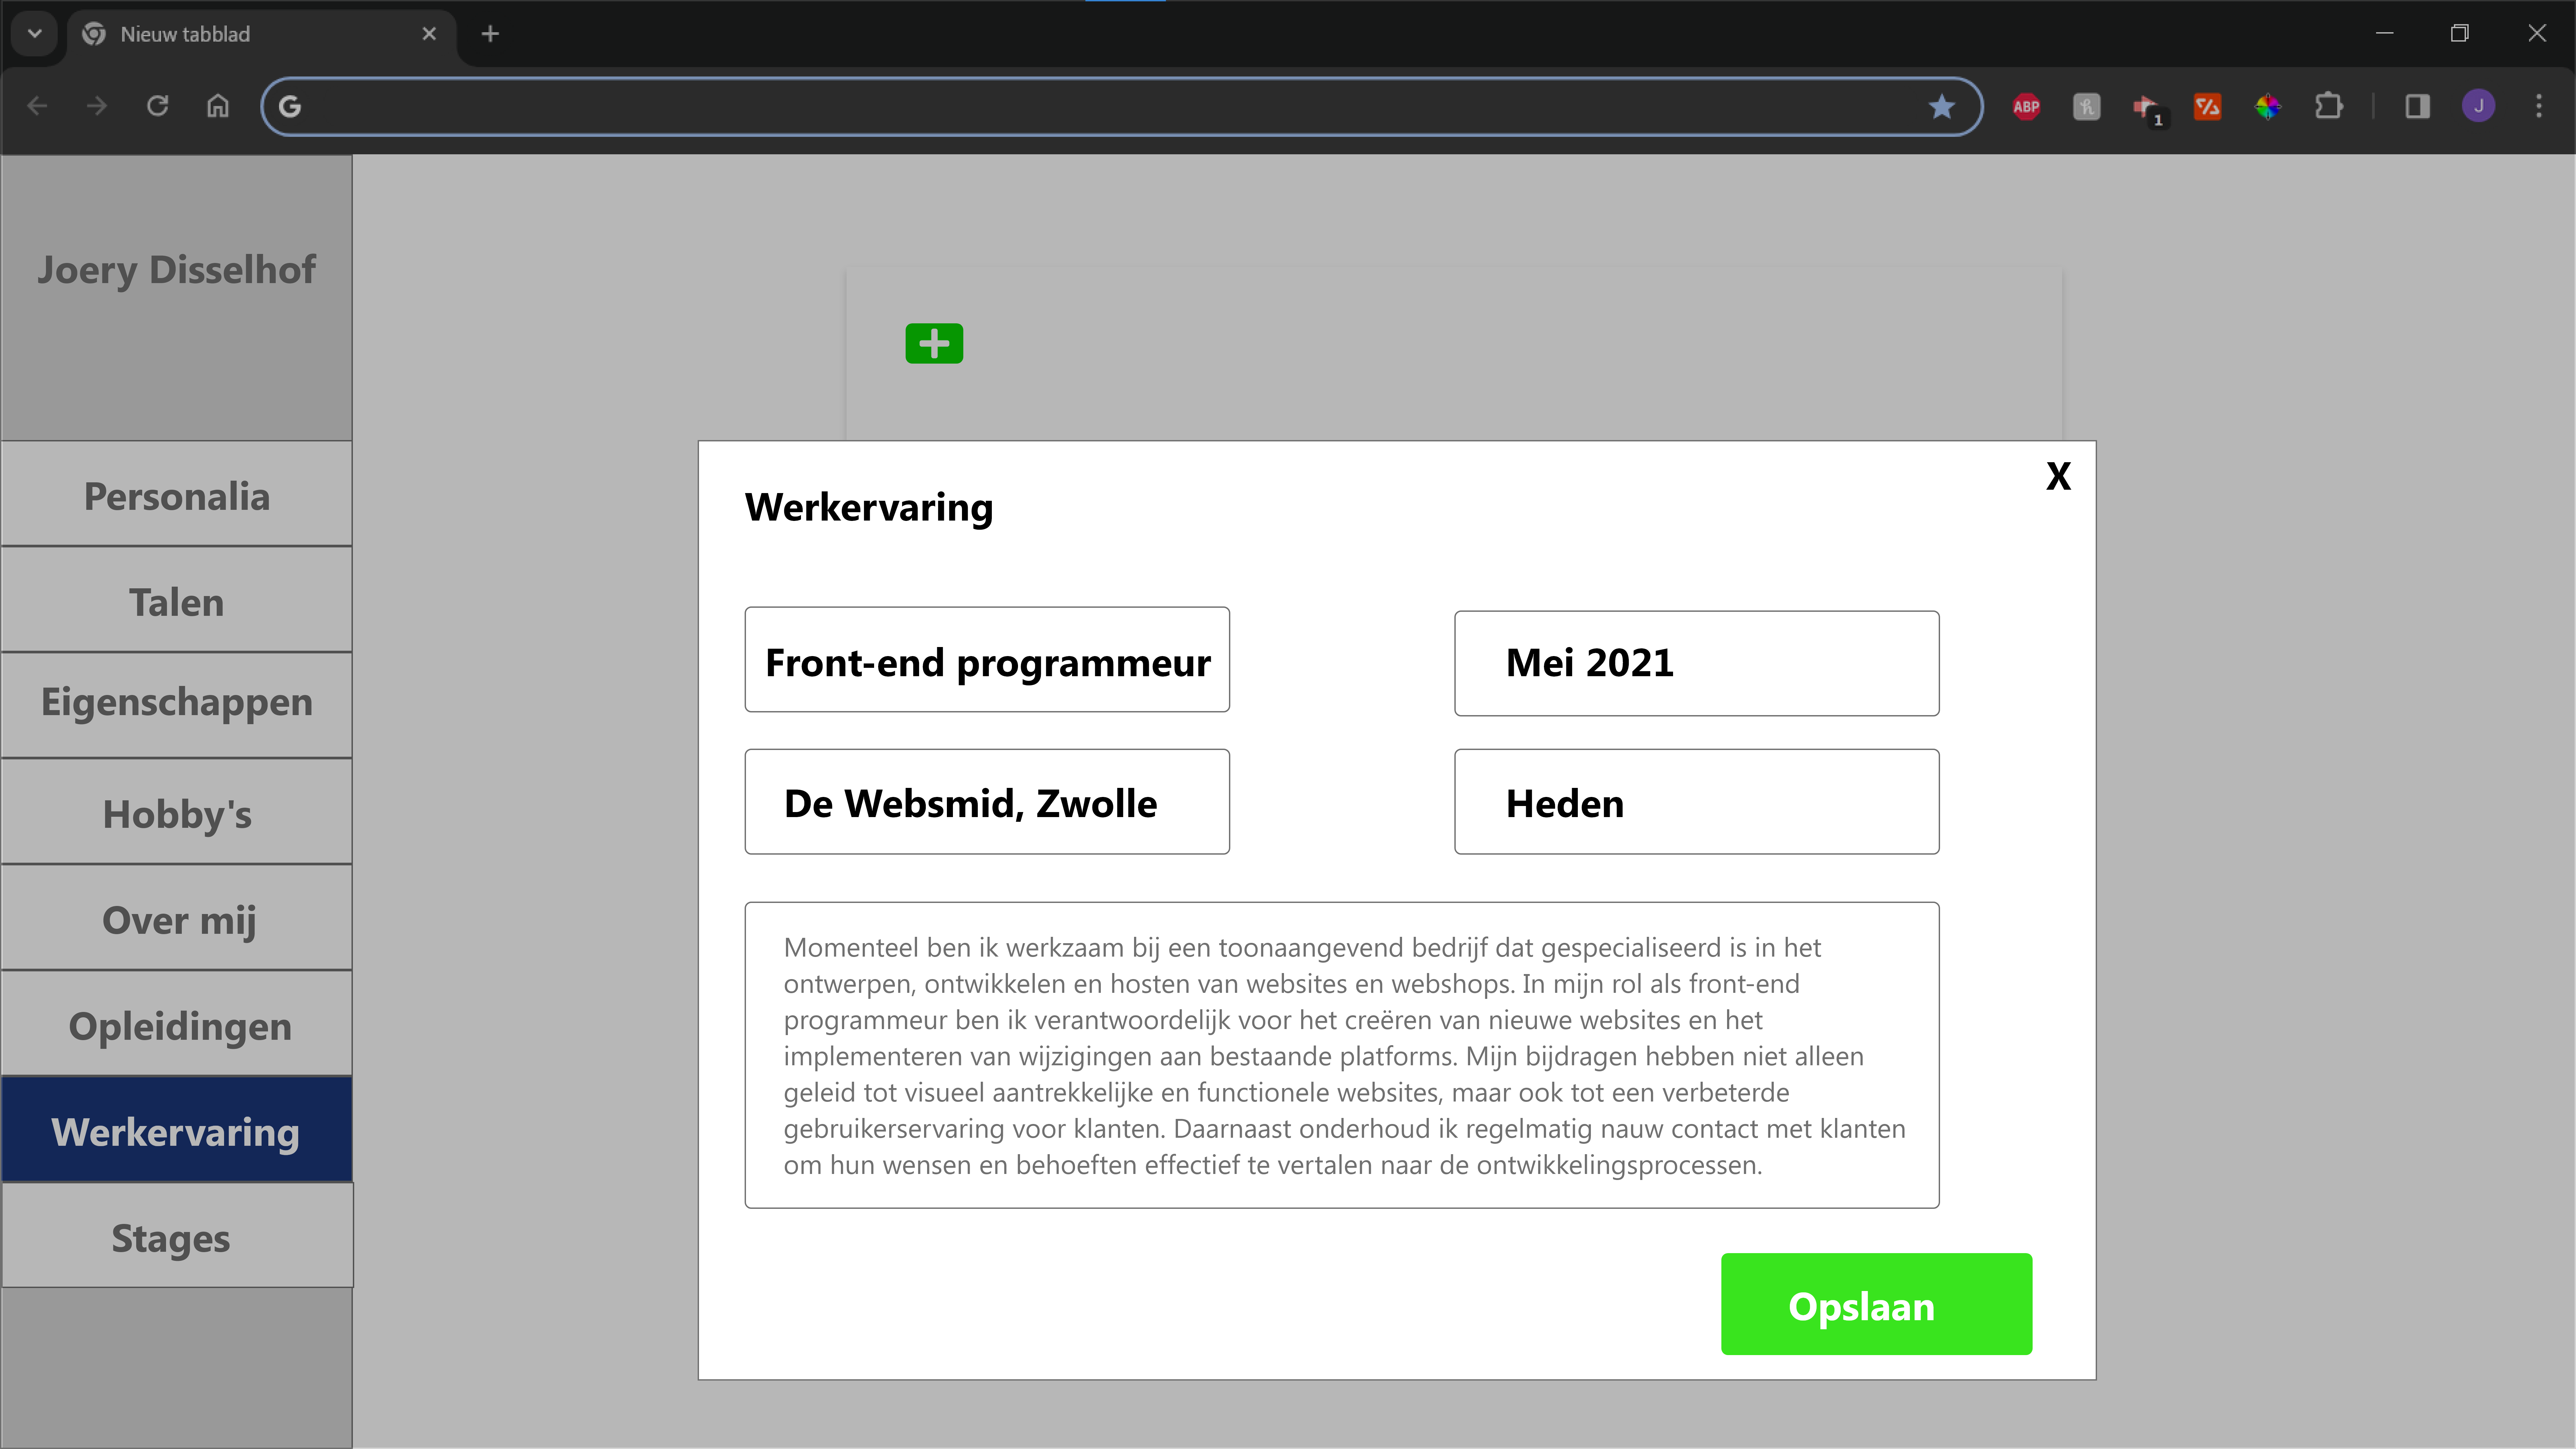 Nieuw tabblad
ABP
1
J
Joery Disselhof
Personalia
Talen
Eigenschappen
Hobby's
Over mij
Opleidingen
Werkervaring
Stages
X
Werkervaring
Front-end programmeur
Mei 2021
De Websmid, Zwolle
Heden
Momenteel ben ik werkzaam bij een toonaangevend bedrijf dat gespecialiseerd is in het
ontwerpen, ontwikkelen en hosten van websites en webshops. In mijn rol als front-end
programmeur ben ik verantwoordelijk voor het creëren van nieuwe websites en het
implementeren van wijzigingen aan bestaande platforms. Mijn bijdragen hebben niet alleen
geleid tot visueel aantrekkelijke en functionele websites, maar ook tot een verbeterde
gebruikerservaring voor klanten. Daarnaast onderhoud ik regelmatig nauw contact met klanten
om hun wensen en behoeften effectief te vertalen naar de ontwikkelingsprocessen.
Opslaan